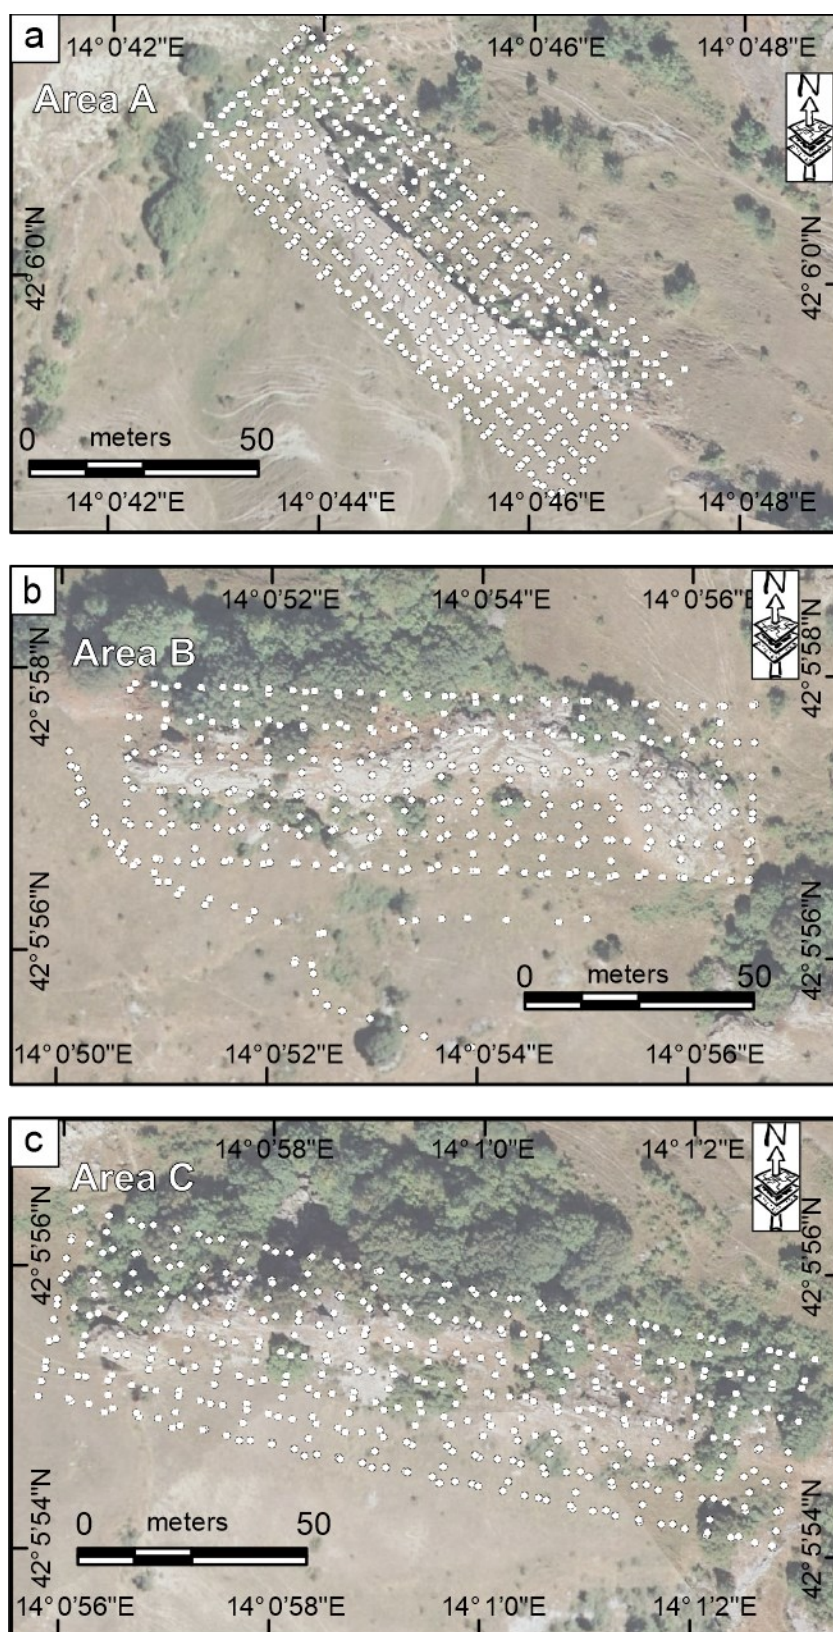 a
14°0'42"E
14°0'46"E
14°0'48"E
Area A
N
42°6'0"N
42°6'0"N
0 meters 50
14°0'42"E
14°0'44"E
14°0'46"E
14°0'48"E
b
14°0'52"E
14°0'54"E
14°0'56"E
N
Area B
42°5'58"N
42°5'58"N
42°5'56"N
42°5'56"N
0 meters 50
14°0'50"E
14°0'52"E
14°0'54"E
14°0'56"E
c
14°0'58"E
14°1'0"E
14°1'2"E
N
Area C
42°5'56"N
42°5'56"N
42°5'54"N
42°5'54"N
0 meters 50
14°0'56"E
14°0'58"E
14°1'0"E
14°1'2"E